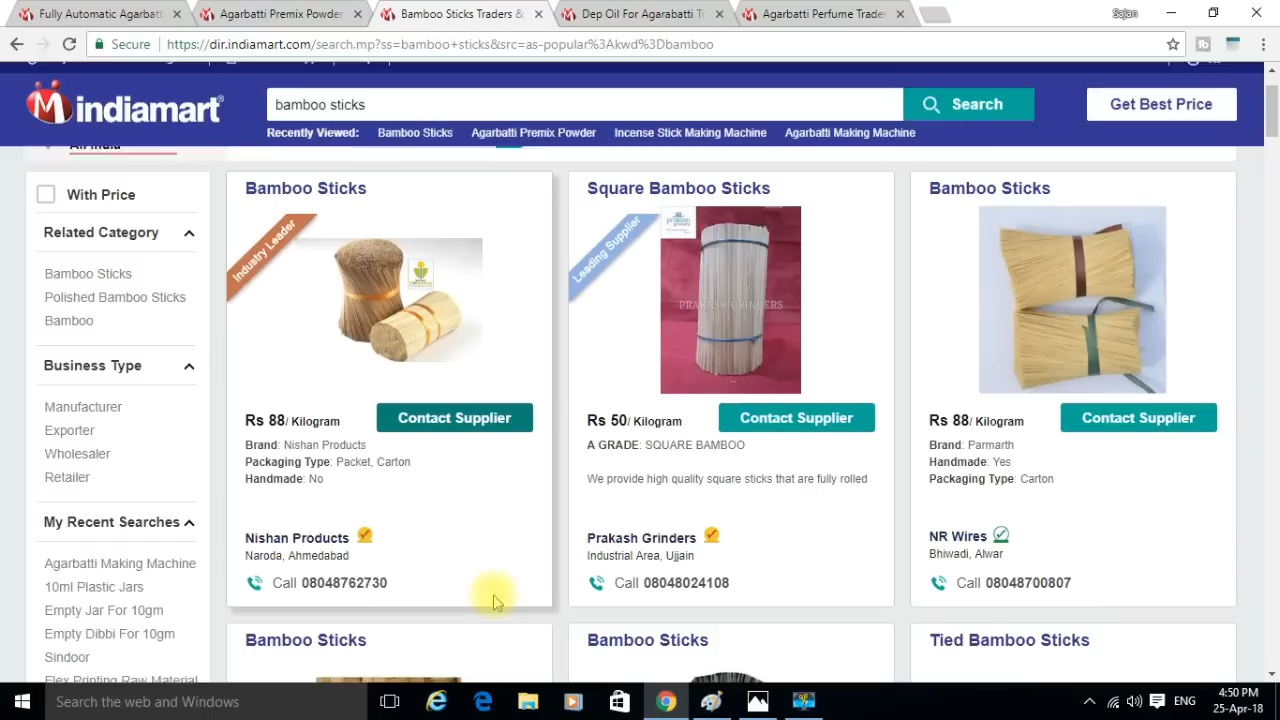 Fully Automatic Agarbatt
Agarbatti Premix Powder
Bamboo Sticks Traders &
Dep Oil For Agarabatti Tr
Agarbatti Perfume Trade
Sajan
Secure
https://dir.indiamart.com/search.mp?ss=bamboo+sticks&src=as-popular%3Akwd%3Dbamboo
indiamart
bamboo sticks
Search
Get Best Price
Recently Viewed: Bamboo Sticks Agarbatti Premix Powder Incense Stick Making Machine Agarbatti Making Machine
All India
With Price
Related Category
Bamboo Sticks
Polished Bamboo Sticks
Bamboo
Business Type
Manufacturer
Exporter
Wholesaler
Retailer
My Recent Searches
Agarbatti Making Machine
10ml Plastic Jars
Empty Jar For 10gm
Empty Dibbi For 10gm
Sindoor
Flex Printing Raw Material
Bamboo Sticks
Industry Leader
Rs 88/ Kilogram
Contact Supplier
Brand: Nishan Products
Packaging Type: Packet, Carton
Handmade: No
Nishan Products
Naroda, Ahmedabad
Call 08048762730
Square Bamboo Sticks
Leading Supplier
PRAKASH GRINDERS
Rs 50/ Kilogram
Contact Supplier
A GRADE: SQUARE BAMBOO
We provide high quality square sticks that are fully rolled
Prakash Grinders
Industrial Area, Ujjain
Call 08048024108
Bamboo Sticks
Rs 88/ Kilogram
Contact Supplier
Brand: Parmarth
Handmade: Yes
Packaging Type: Carton
NR Wires
Bhiwadi, Alwar
Call 08048700807
Bamboo Sticks
Bamboo Sticks
Tied Bamboo Sticks
Search the web and Windows
ENG
4:50 PM
25-Apr-18